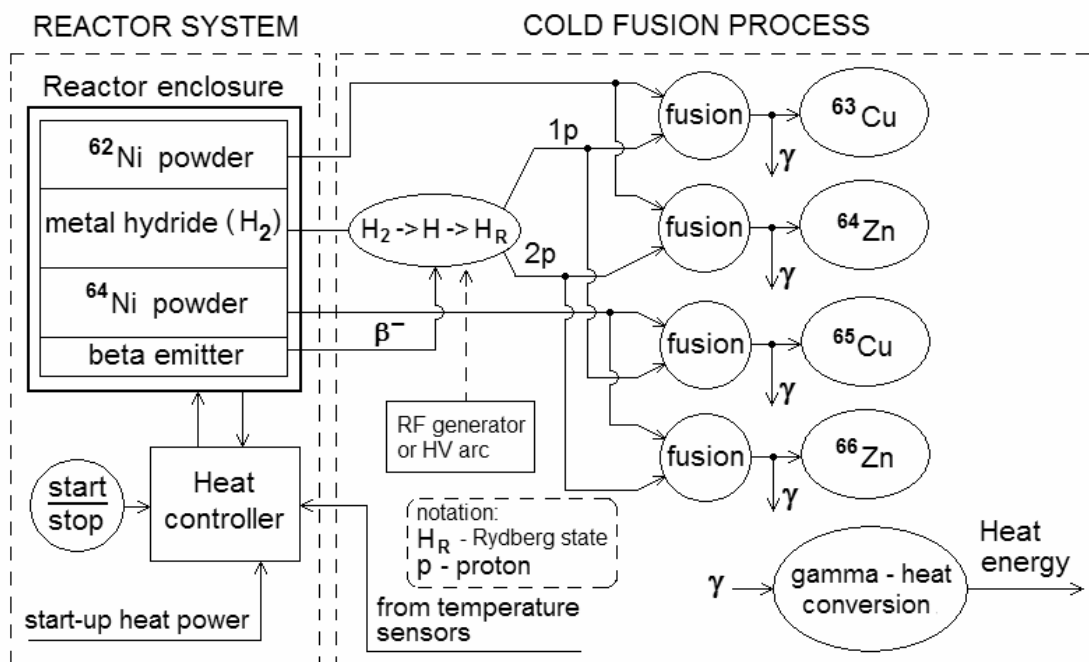 REACTOR SYSTEM
COLD FUSION PROCESS
Reactor enclosure
⁶²Ni powder
metal hydride (H₂)
⁶⁴Ni powder
beta emitter
β⁻
H₂ -> H -> H_R
1p
2p
fusion
⁶³Cu
γ
fusion
⁶⁴Zn
γ
fusion
⁶⁵Cu
γ
fusion
⁶⁶Zn
γ
RF generator
or HV arc
start
stop
Heat
controller
notation:
H_R - Rydberg state
p - proton
start-up heat power
from temperature
sensors
γ
gamma - heat
conversion
Heat
energy